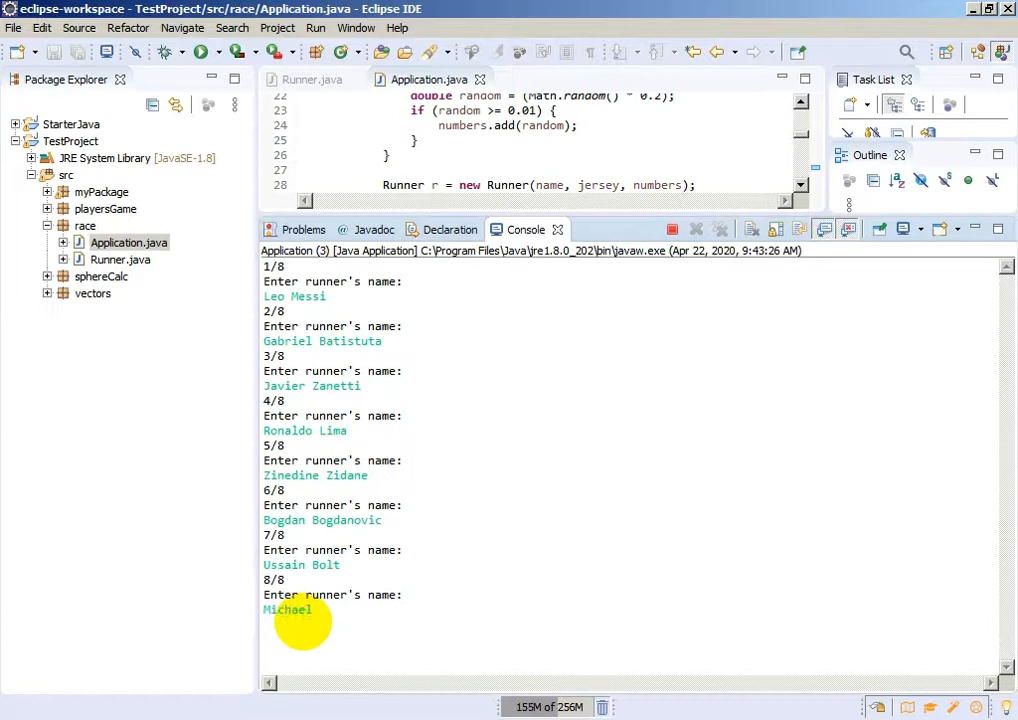 eclipse-workspace - TestProject/src/race/Application.java - Eclipse IDE
File Edit Source Refactor Navigate Search Project Run Window Help
Package Explorer
StarterJava
TestProject
JRE System Library [JavaSE-1.8]
src
myPackage
playersGame
race
Application.java
Runner.java
sphereCalc
vectors
Runner.java Application.java
22 double random = (Math.random() * 0.2);
23 if (random >= 0.01) {
24 numbers.add(random);
25 }
26 }
27
28 Runner r = new Runner(name, jersey, numbers);
Task List
Outline
Problems @ Javadoc Declaration Console
Application (3) [Java Application] C:\Program Files\Java\jre1.8.0_202\bin\javaw.exe (Apr 22, 2020, 9:43:26 AM)
1/8
Enter runner's name:
Leo Messi
2/8
Enter runner's name:
Gabriel Batistuta
3/8
Enter runner's name:
Javier Zanetti
4/8
Enter runner's name:
Ronaldo Lima
5/8
Enter runner's name:
Zinedine Zidane
6/8
Enter runner's name:
Bogdan Bogdanovic
7/8
Enter runner's name:
Ussain Bolt
8/8
Enter runner's name:
Michael
155M of 256M